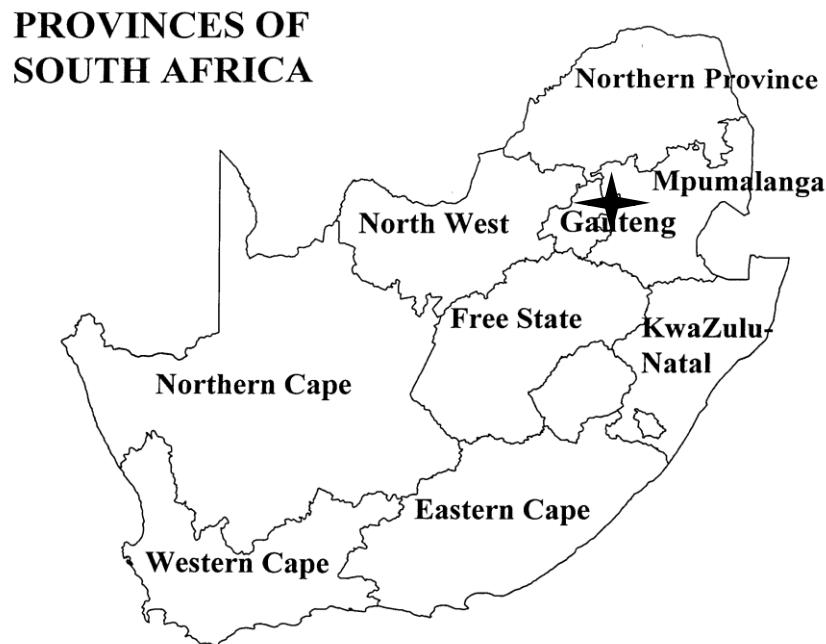 PROVINCES OF
SOUTH AFRICA
Northern Province
Mpumalanga
North West
Gauteng
Free State
KwaZulu-
Natal
Northern Cape
Eastern Cape
Western Cape